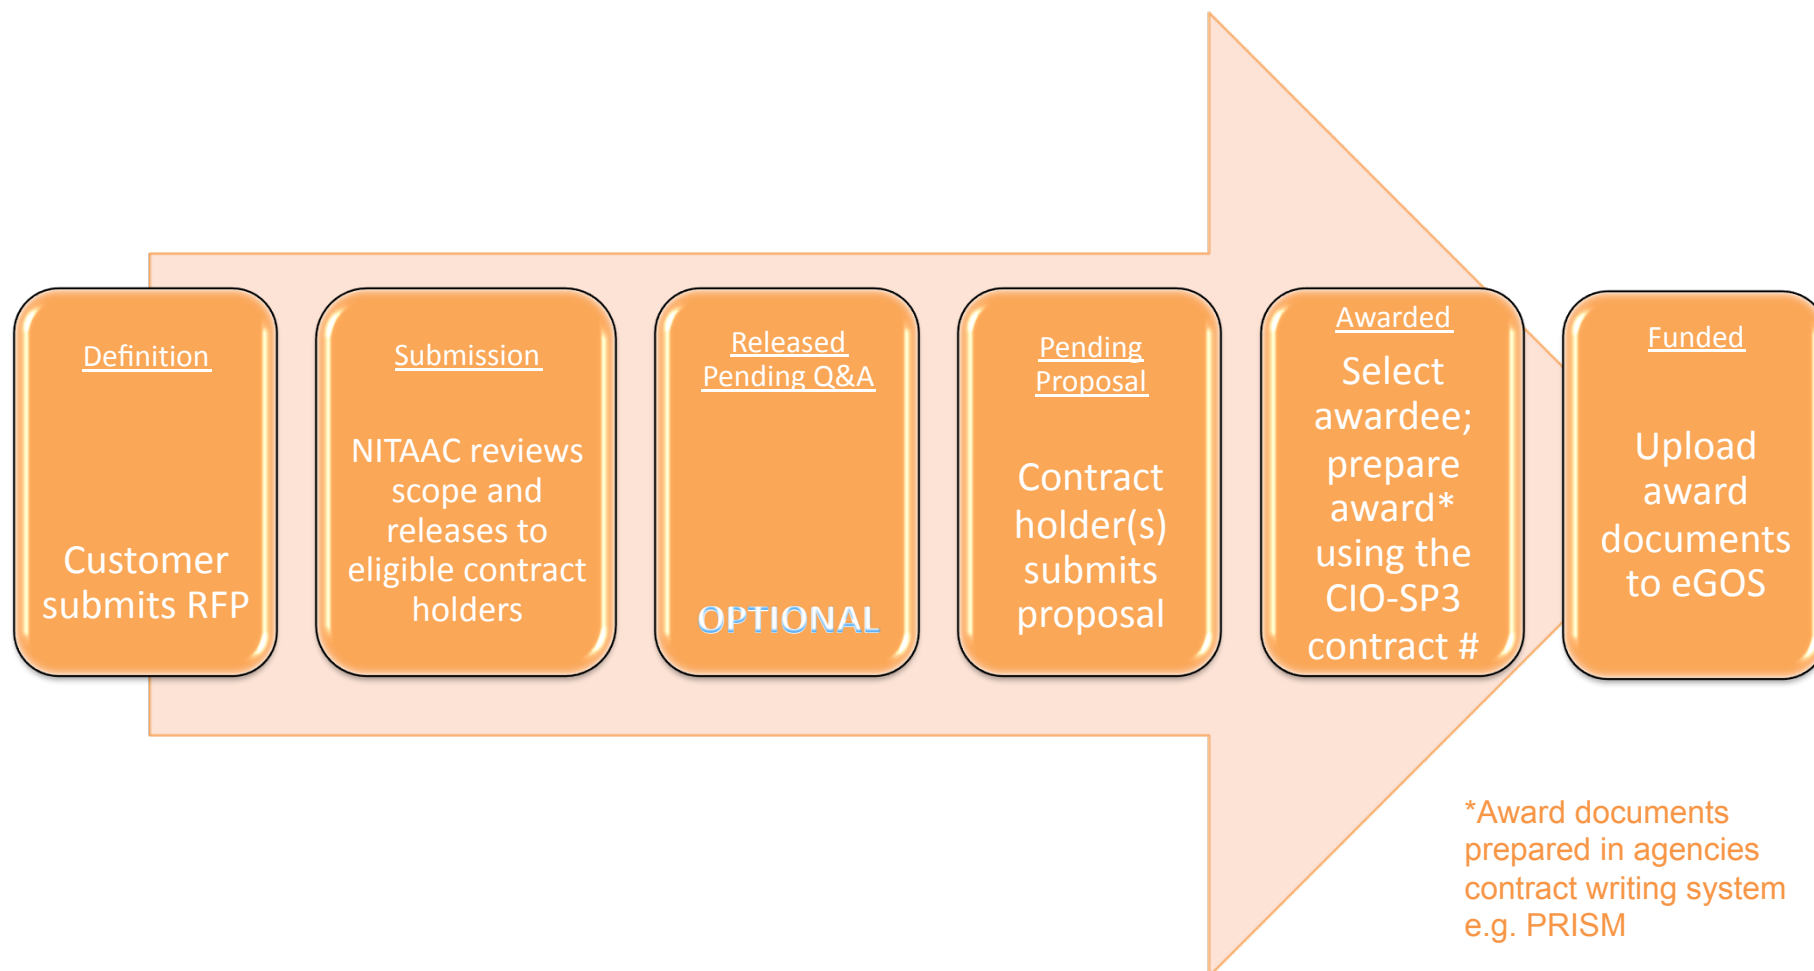 Definition
Customer
submits RFP
Submission
NITAAC reviews
scope and
releases to
eligible contract
holders
Released
Pending Q&A
OPTIONAL
Pending
Proposal
Contract
holder(s)
submits
proposal
Awarded
Select
awardee;
prepare
award*
using the
CIO-SP3
contract #
Funded
Upload
award
documents
to eGOS
*Award documents
prepared in agencies
contract writing system
e.g. PRISM